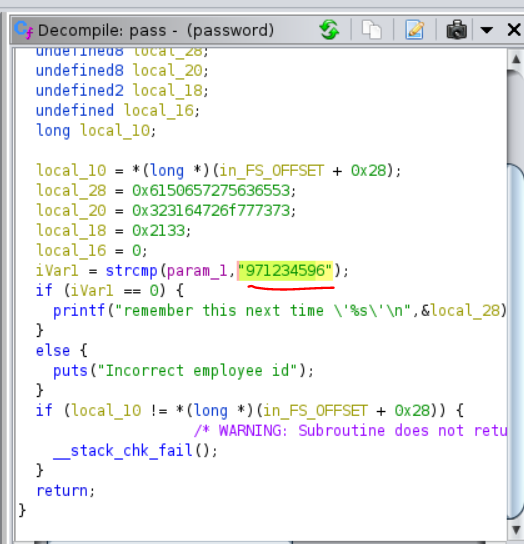 Decompile: pass - (password)
undefined8 local_28;
undefined8 local_20;
undefined2 local_18;
undefined local_16;
long local_10;
local_10 = *(long *)(in_FS_OFFSET + 0x28);
local_28 = 0x6150657275636553;
local_20 = 0x323164726f777373;
local_18 = 0x2133;
local_16 = 0;
iVar1 = strcmp(param_1,"971234596");
if (iVar1 == 0) {
printf("remember this next time \'%s\'\n",&local_28)
}
else {
puts("Incorrect employee id");
}
if (local_10 != *(long *)(in_FS_OFFSET + 0x28)) {
/* WARNING: Subroutine does not retu
__stack_chk_fail();
}
return;
}